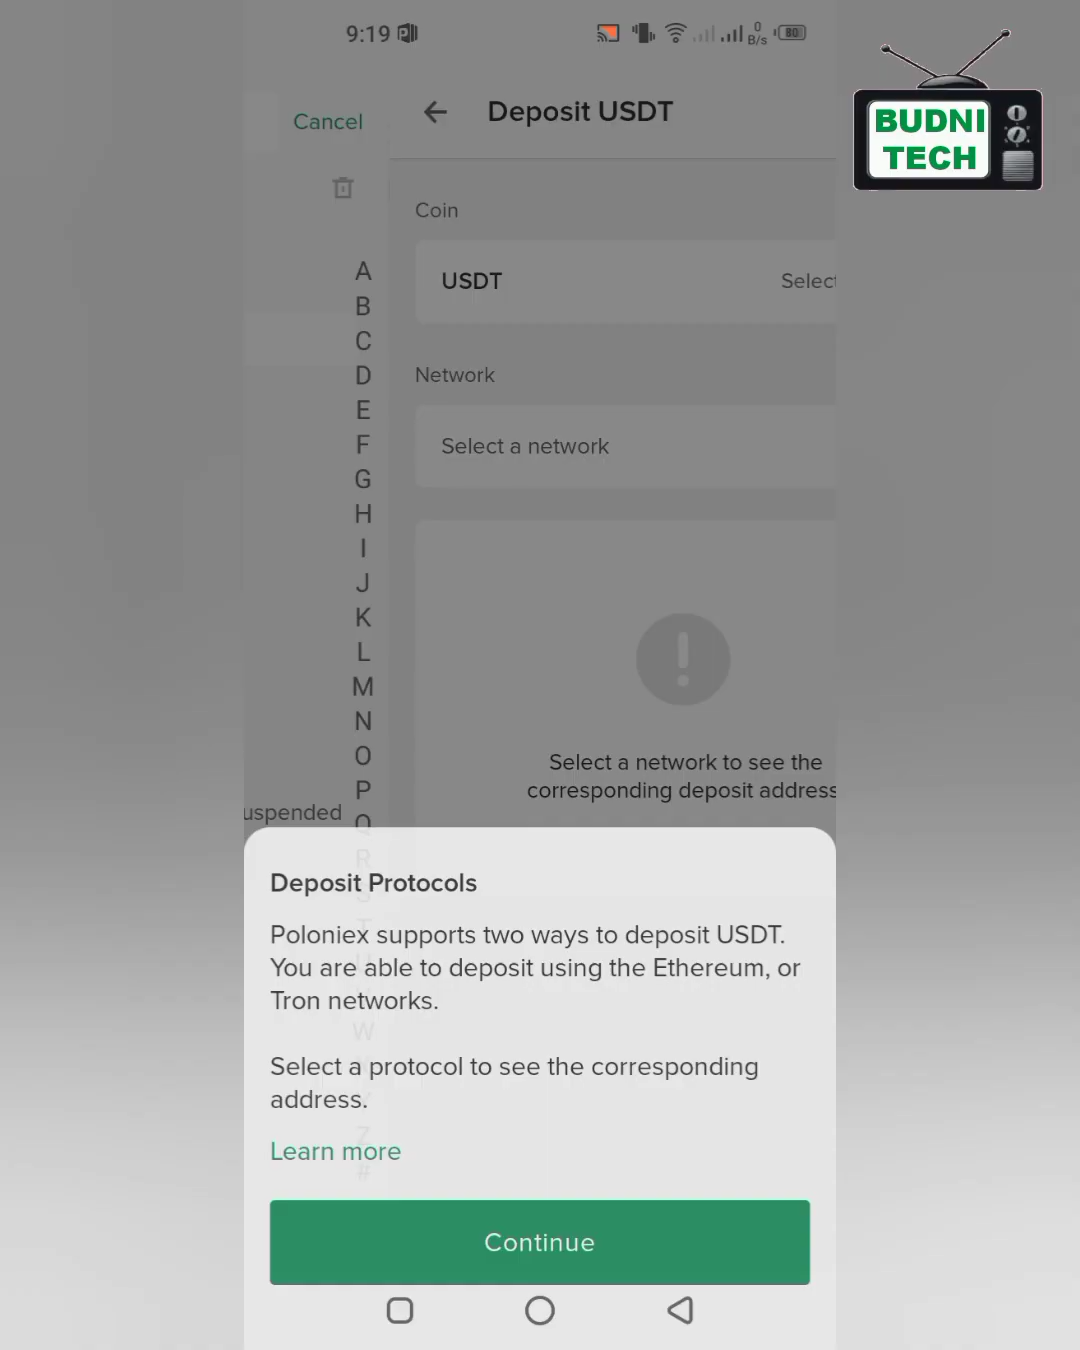 9:19
0
B/s
80
BUDNI
TECH
Cancel
Deposit USDT
Coin
USDT
Select
Network
Select a network
A
B
C
D
E
F
G
H
I
J
K
L
M
N
O
P
Q
R
S
T
U
W
Y
Z
#
Select a network to see the
corresponding deposit address
uspended
Deposit Protocols
Poloniex supports two ways to deposit USDT.
You are able to deposit using the Ethereum, or
Tron networks.
Select a protocol to see the corresponding
address.
Learn more
Continue